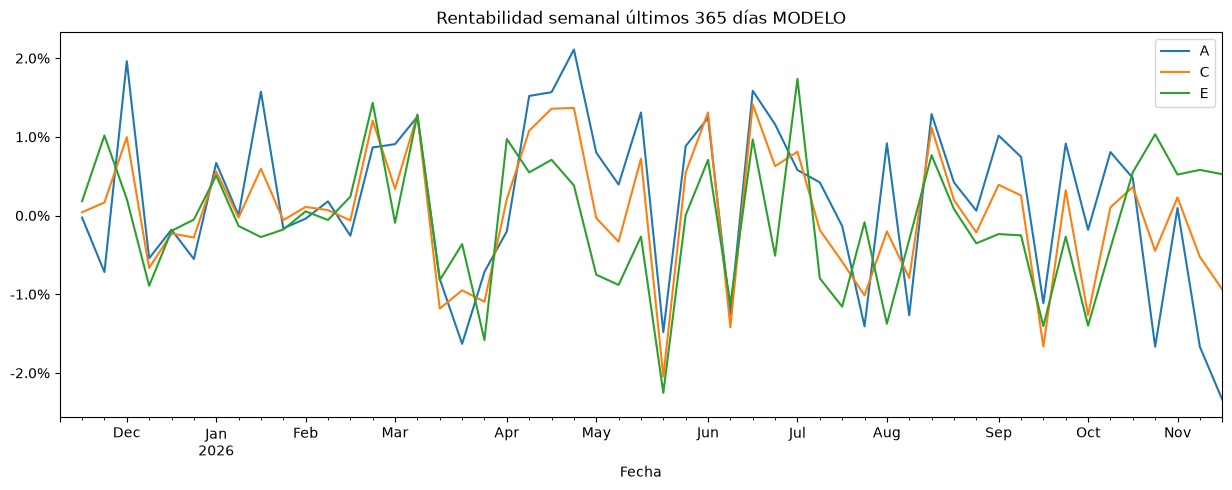 Rentabilidad semanal últimos 365 días MODELO
2.0%
1.0%
0.0%
-1.0%
-2.0%
A
C
E
Dec Jan Feb Mar Apr May Jun Jul Aug Sep Oct Nov
2026
Fecha